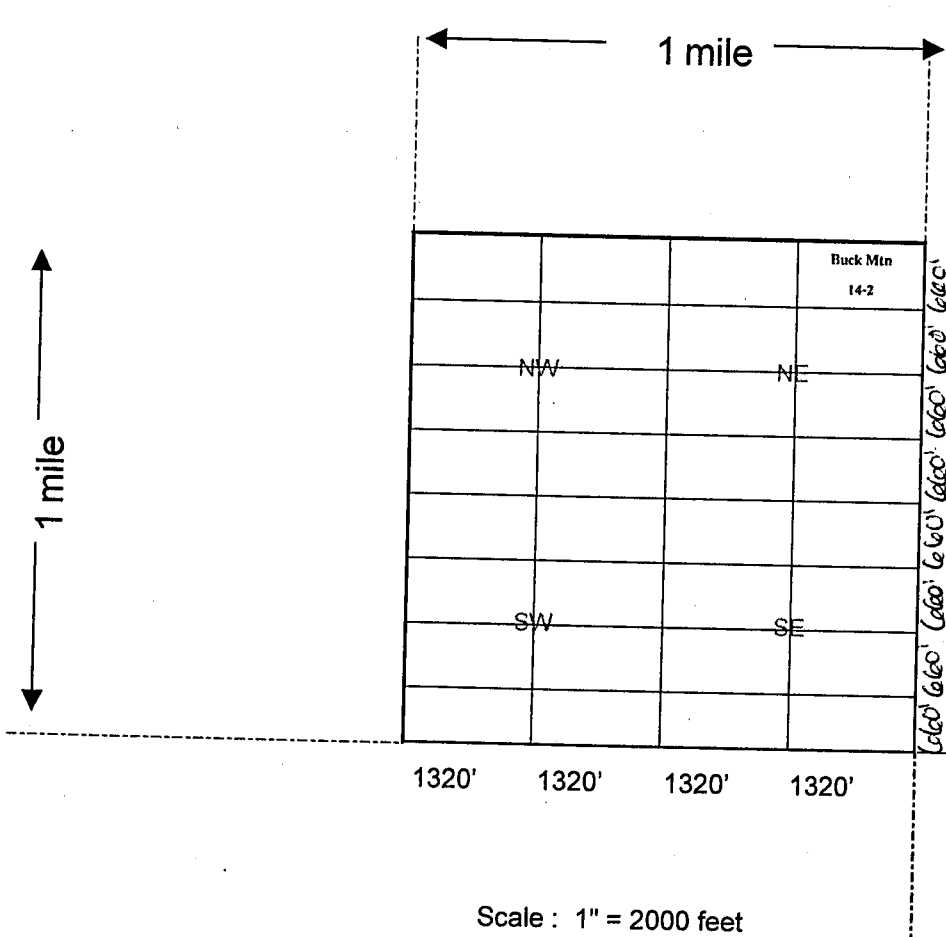 1 mile
Buck Mtn
14-2
NW NE
1 mile
SW SE
660' 660' 660' 660' 660' 660' 660' 660'
1320' 1320' 1320' 1320'
Scale : 1" = 2000 feet